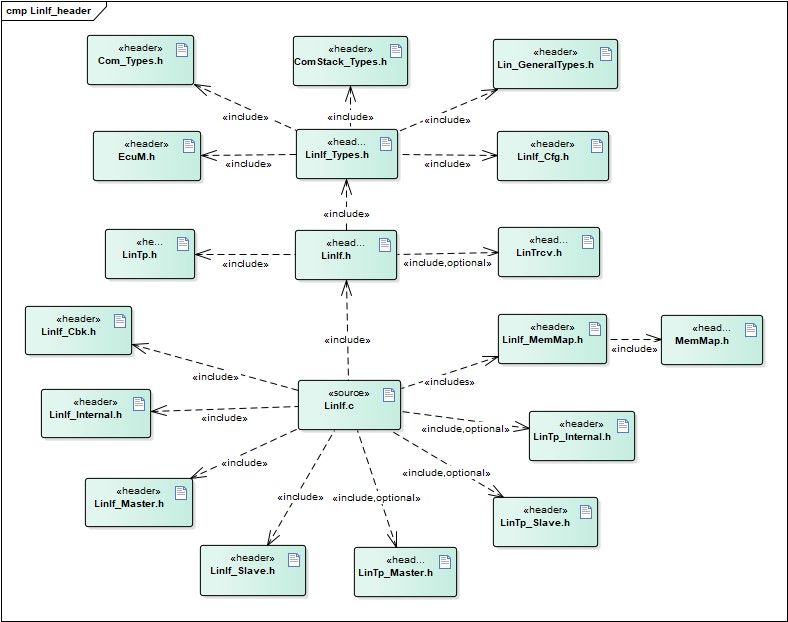 cmp LinIf_header
«header»
Com_Types.h
«header»
ComStack_Types.h
«header»
Lin_GeneralTypes.h
«include»
«include»
«include»
«header»
EcuM.h
«include»
«head...
LinIf_Types.h
«include»
«header»
LinIf_Cfg.h
«include»
«he...
LinTp.h
«include»
«head...
LinIf.h
«include,optional»
«head...
LinTrcv.h
«header»
LinIf_Cbk.h
«include»
«header»
LinIf_MemMap.h
«include»
«head...
MemMap.h
«include»
«includes»
«header»
LinIf_Internal.h
«include»
«source»
LinIf.c
«include,optional»
«header»
LinTp_Internal.h
«include»
«include,optional»
«header»
LinIf_Master.h
«include»
«include,optional»
«header»
LinTp_Slave.h
«header»
LinIf_Slave.h
«head...
LinTp_Master.h